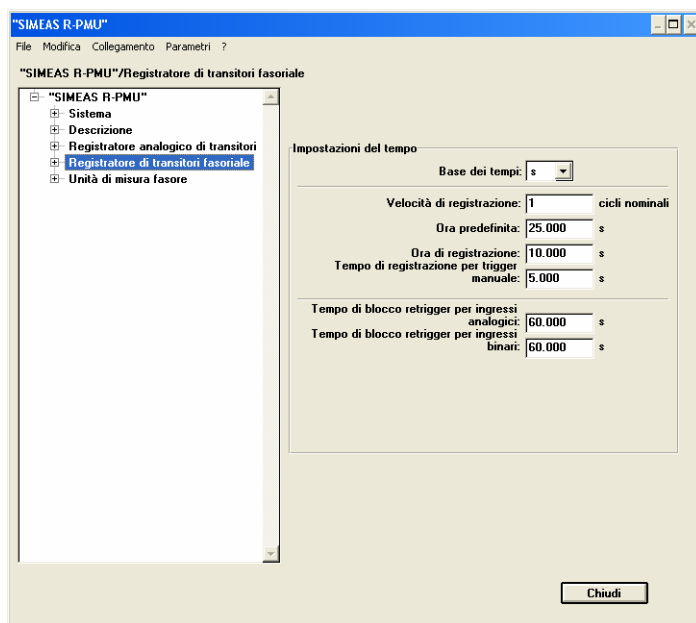 "SIMEAS R-PMU"
File Modifica Collegamento Parametri ?
"SIMEAS R-PMU"/Registratore di transitori fasoriale
"SIMEAS R-PMU"
Sistema
Descrizione
Registratore analogico di transitori
Registratore di transitori fasoriale
Unità di misura fasore
Impostazioni del tempo
Base dei tempi: s
Velocità di registrazione: 1 cicli nominali
Ora predefinita: 25.000 s
Ora di registrazione: 10.000 s
Tempo di registrazione per trigger
manuale: 5.000 s
Tempo di blocco retrigger per ingressi
analogici: 60.000 s
Tempo di blocco retrigger per ingressi
binari: 60.000 s
Chiudi